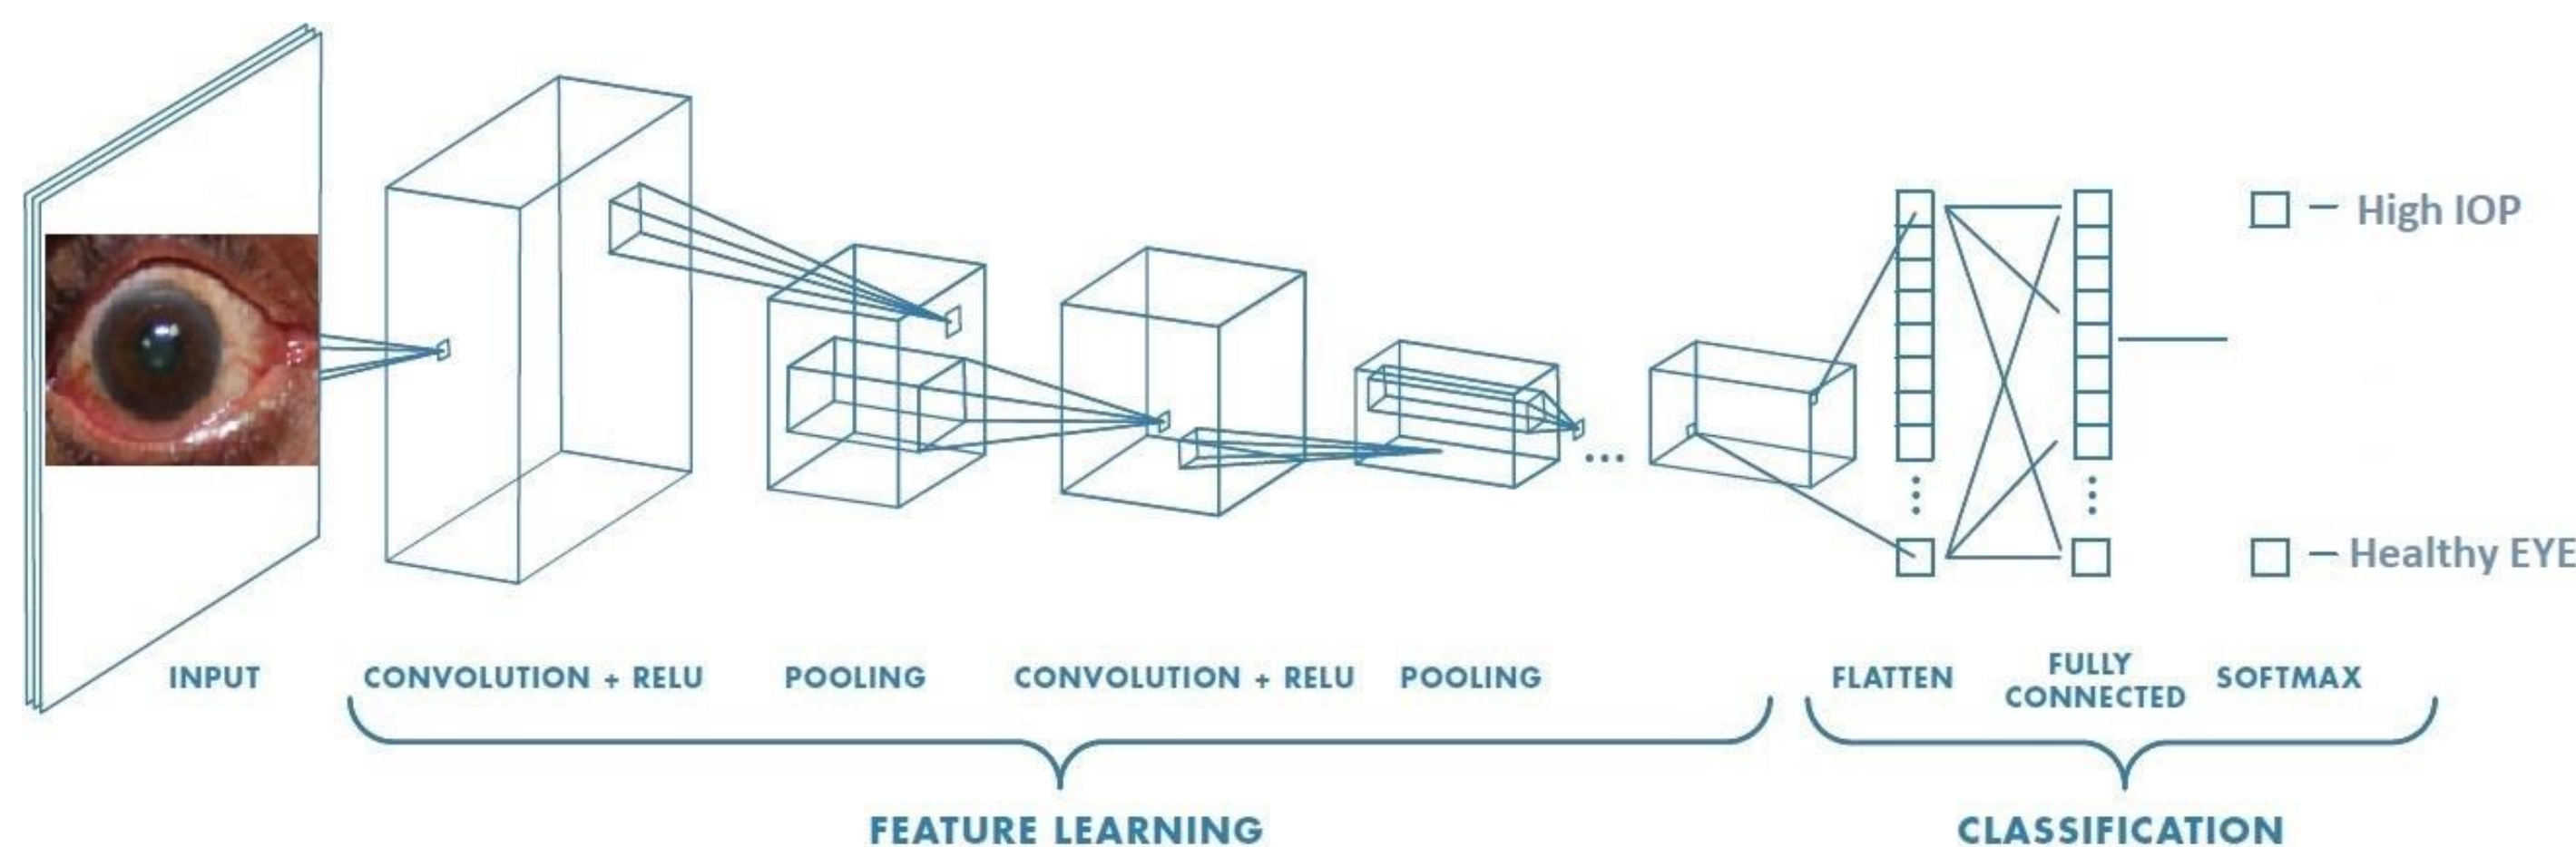 High IOP
Healthy EYE
INPUT
CONVOLUTION + RELU
POOLING
CONVOLUTION + RELU
POOLING
FLATTEN
FULLY
CONNECTED
SOFTMAX
FEATURE LEARNING
CLASSIFICATION